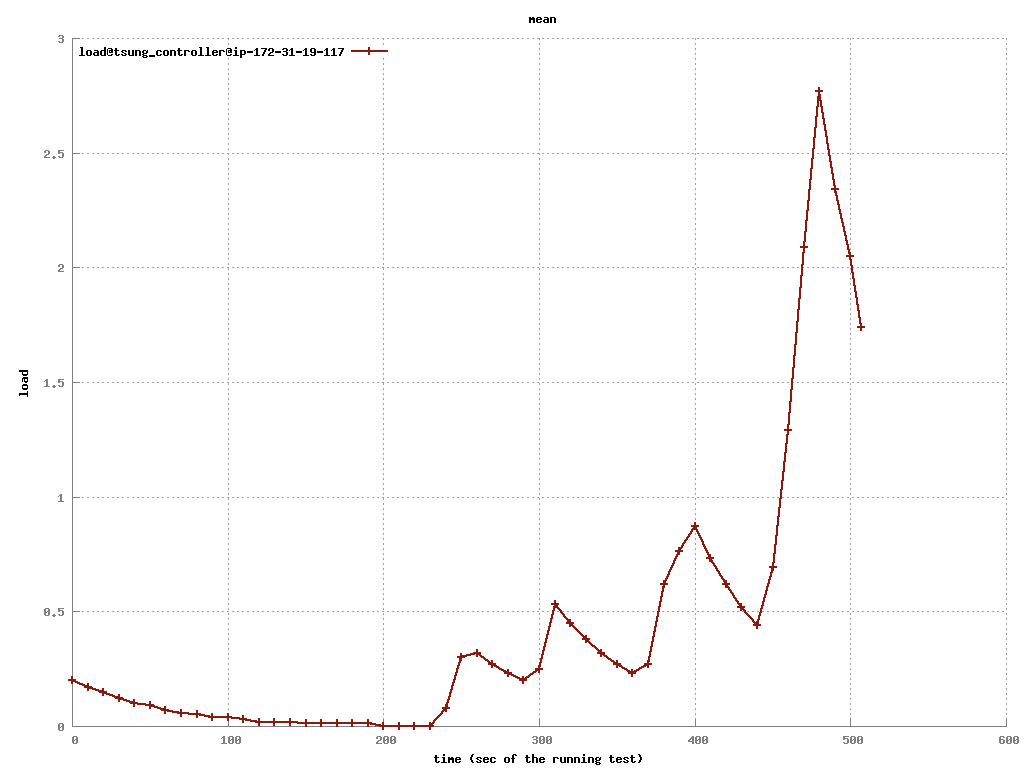 mean
3
load@tsung_controller@ip-172-31-19-117
2.5
2
1.5
load
1
0.5
0
0 100 200 300 400 500 600
time (sec of the running test)